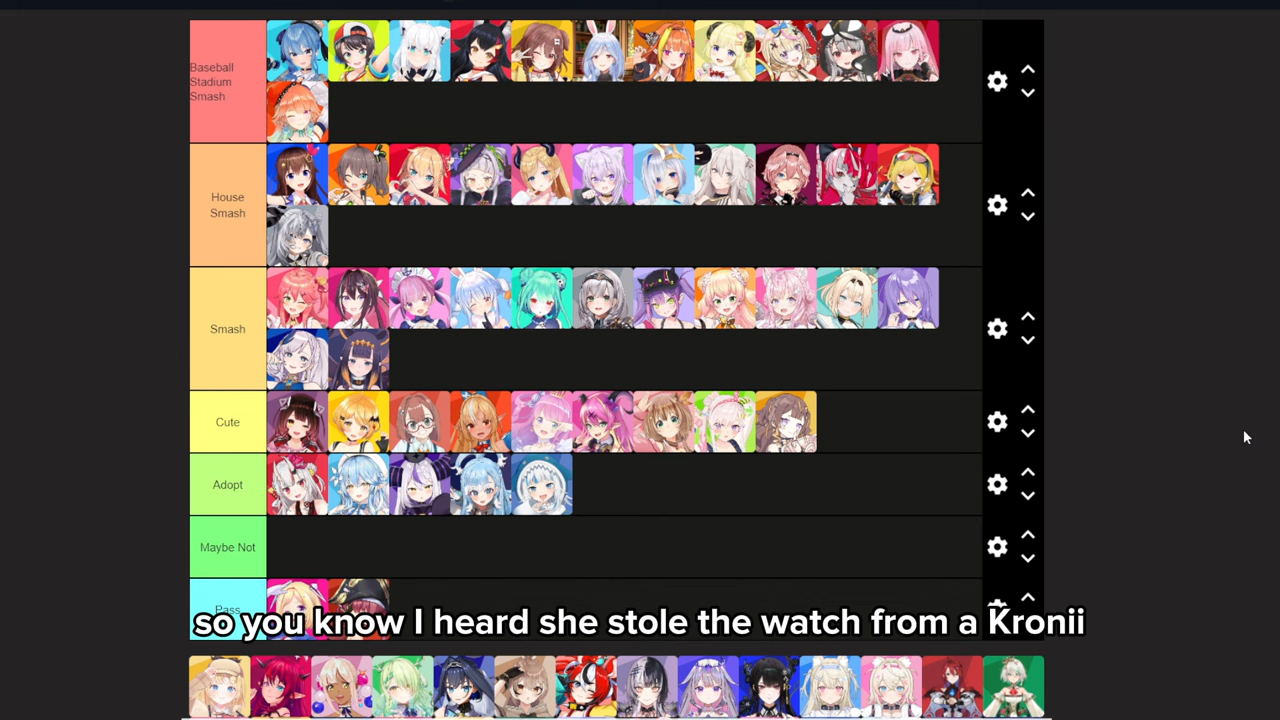 Baseball
Stadium
Smash
House
Smash
Smash
Cute
Adopt
Maybe Not
Pass
so you know I heard she stole the watch from a Kronii